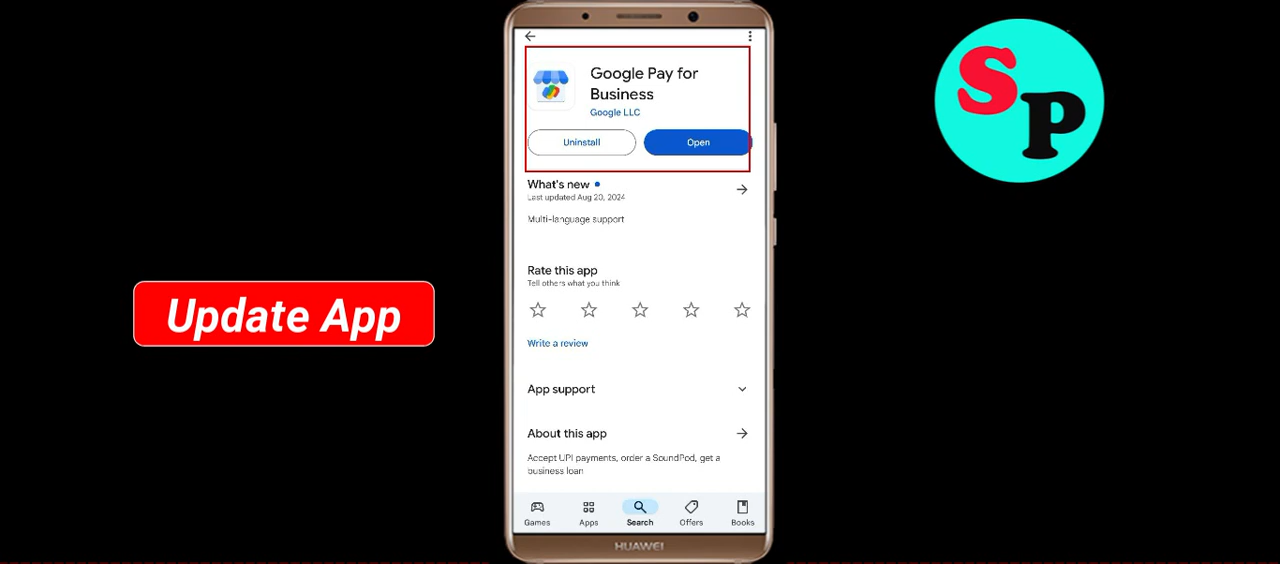 Google Pay for
Business
Google LLC
Uninstall
Open
What's new
Last updated Aug 20, 2024
Multi-language support
Rate this app
Tell others what you think
Write a review
App support
About this app
Accept UPI payments, order a SoundPod, get a
business loan
Games
Apps
Search
Offers
Books
HUAWEI
Update App
SP